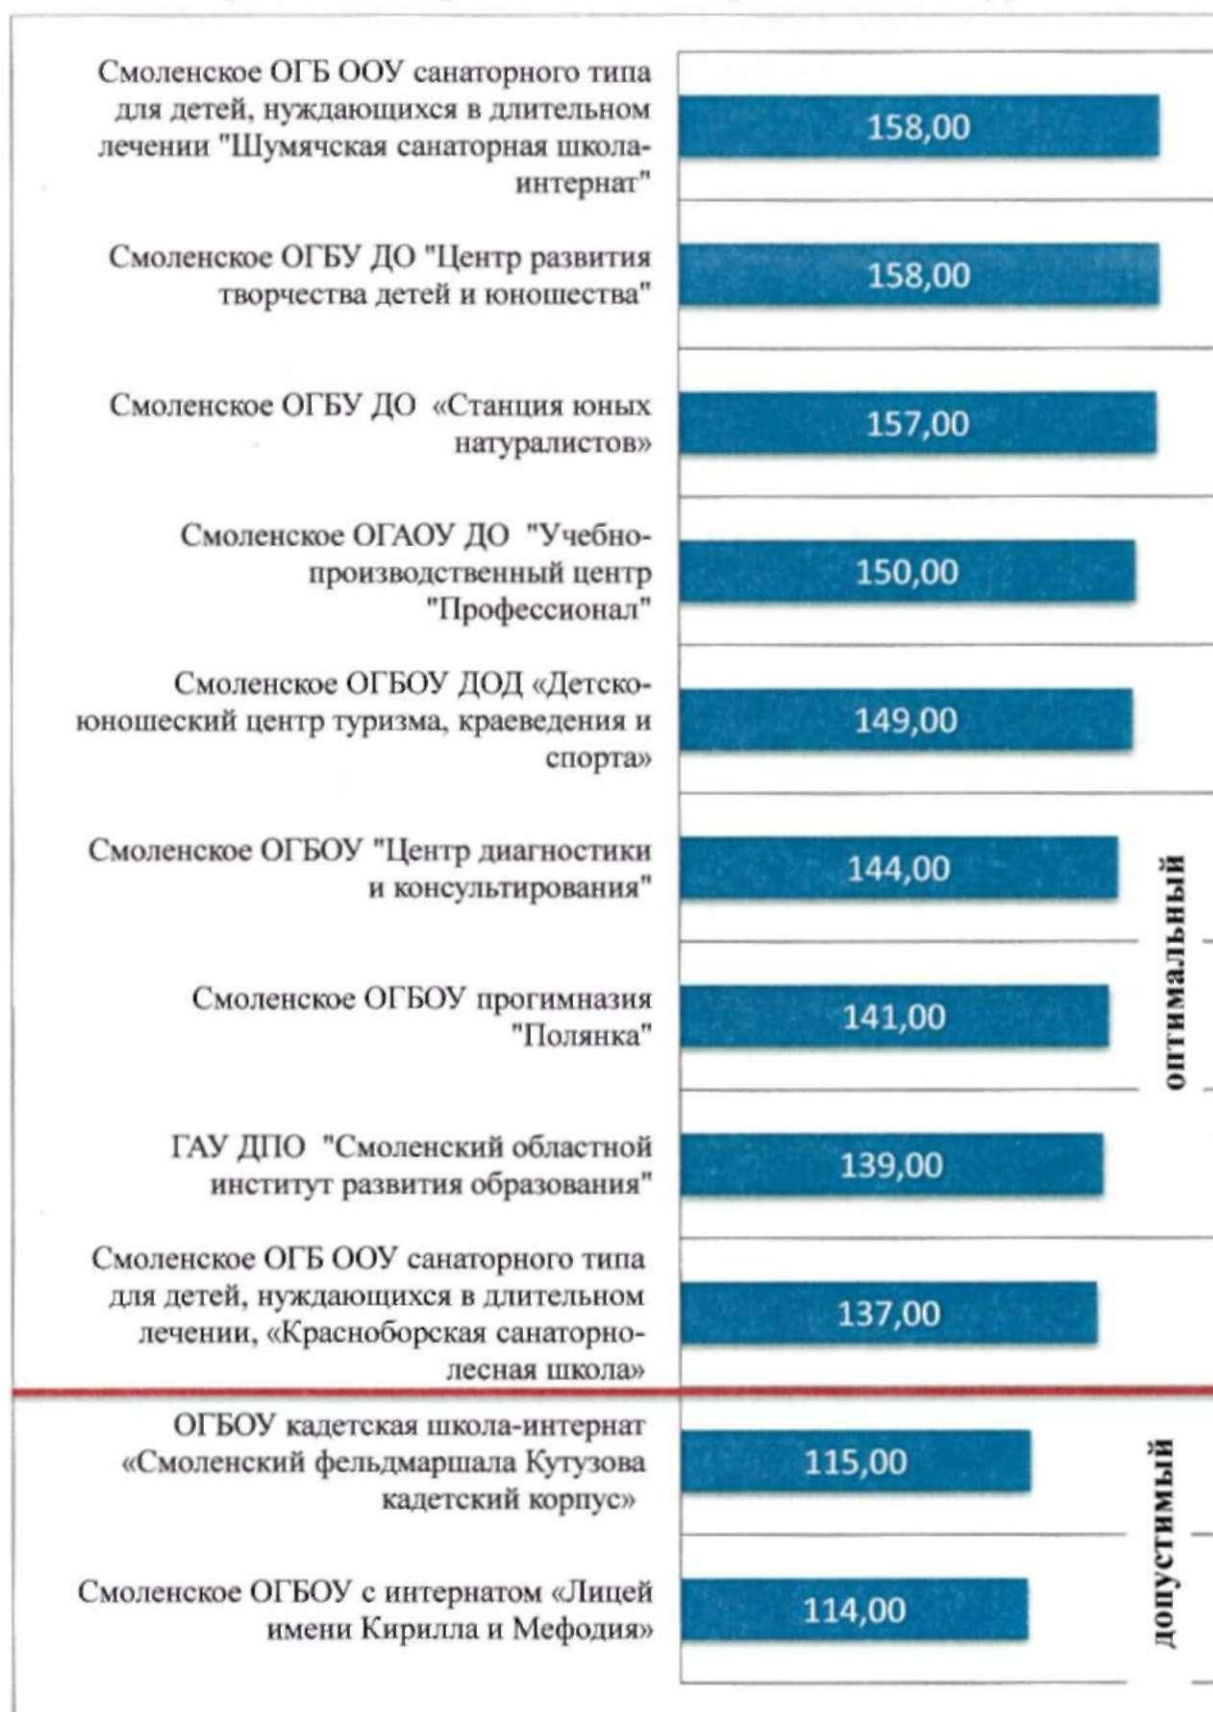 Смоленское ОГБ ООУ санаторного типа
для детей, нуждающихся в длительном
лечении "Шумячская санаторная школа-
интернат"
158,00
Смоленское ОГБУ ДО "Центр развития
творчества детей и юношества"
158,00
Смоленское ОГБУ ДО «Станция юных
натуралистов»
157,00
Смоленское ОГАОУ ДО "Учебно-
производственный центр
"Профессионал"
150,00
Смоленское ОГБОУ ДОД «Детско-
юношеский центр туризма, краеведения и
спорта»
149,00
Смоленское ОГБОУ "Центр диагностики
и консультирования"
144,00
Смоленское ОГБОУ прогимназия
"Полянка"
141,00
ГАУ ДПО "Смоленский областной
институт развития образования"
139,00
Смоленское ОГБ ООУ санаторного типа
для детей, нуждающихся в длительном
лечении, «Красноборская санаторно-
лесная школа»
137,00
оптимальный
ОГБОУ кадетская школа-интернат
«Смоленский фельдмаршала Кутузова
кадетский корпус»
115,00
Смоленское ОГБОУ с интернатом «Лицей
имени Кирилла и Мефодия»
114,00
допустимый